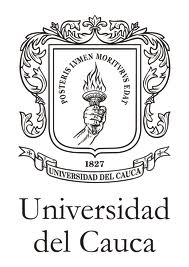 POSTERIS LVMEN MORITVRVS EDAT
1827
UNIVERSIDAD DEL CAUCA
Universidad
del Cauca